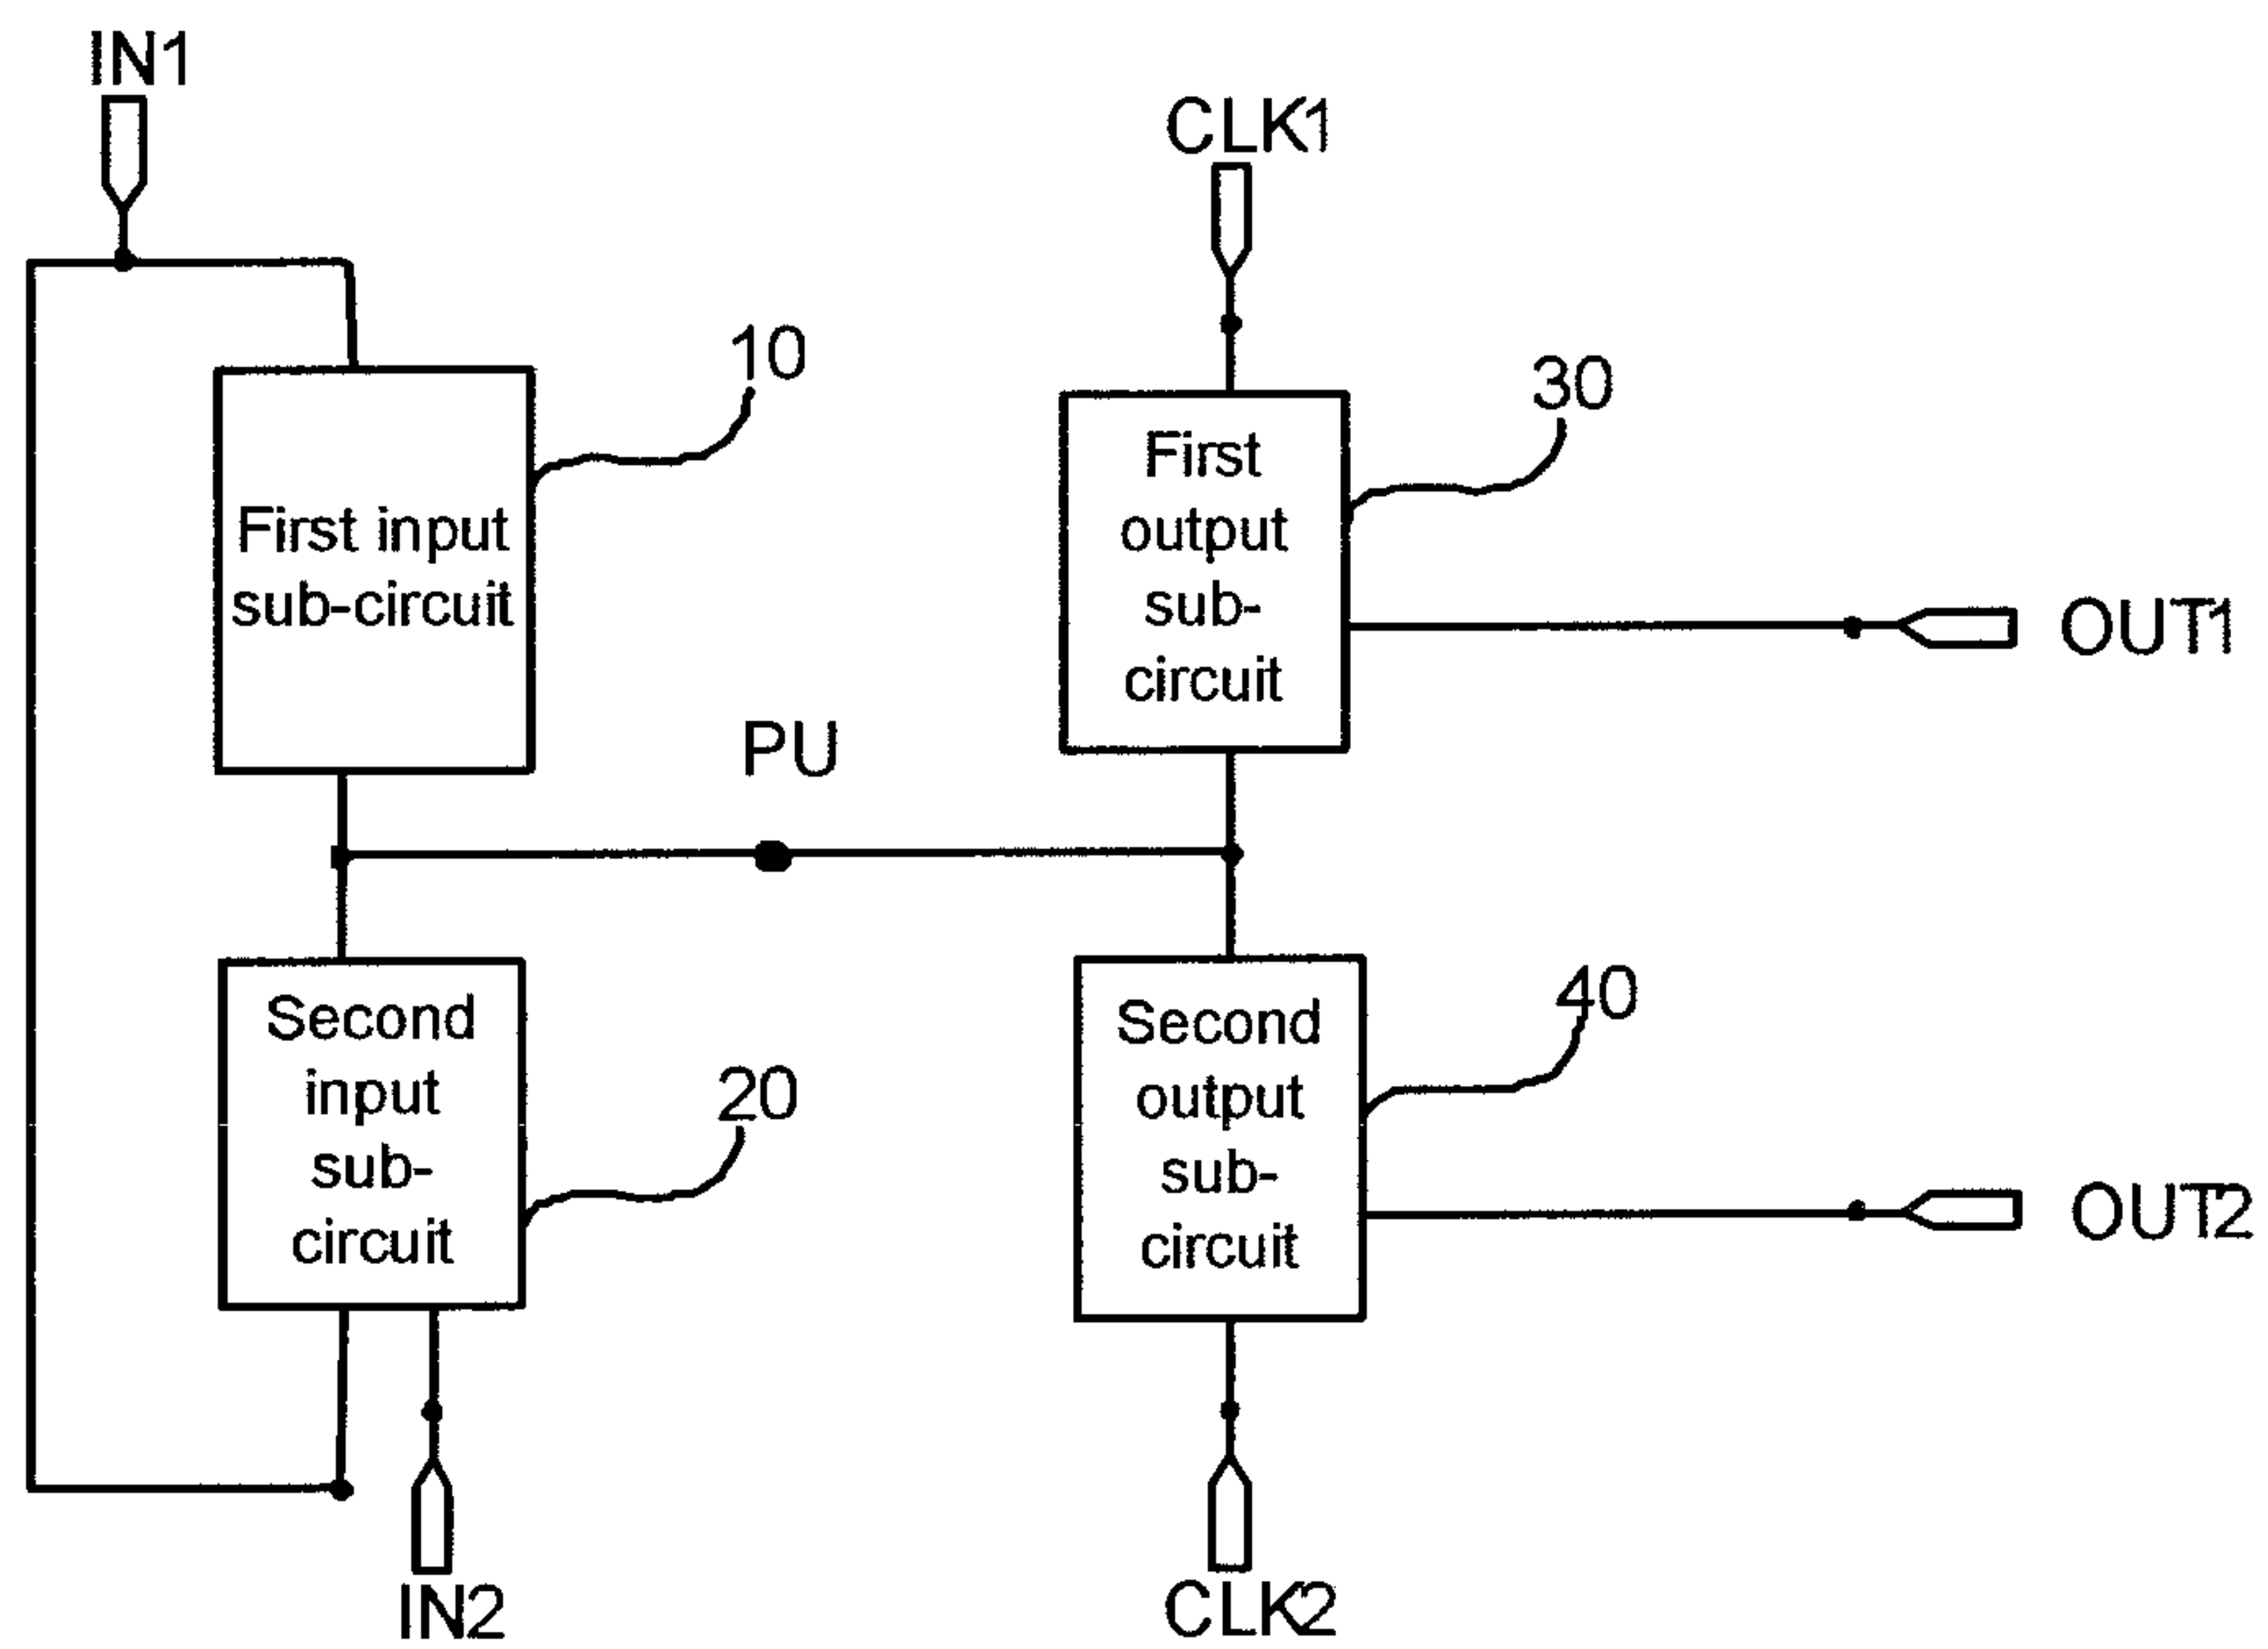 IN1
CLK1
10
30
First input
sub-circuit
First
output
sub-
circuit
OUT1
PU
Second
input
sub-
circuit
20
Second
output
sub-
circuit
40
OUT2
IN2
CLK2